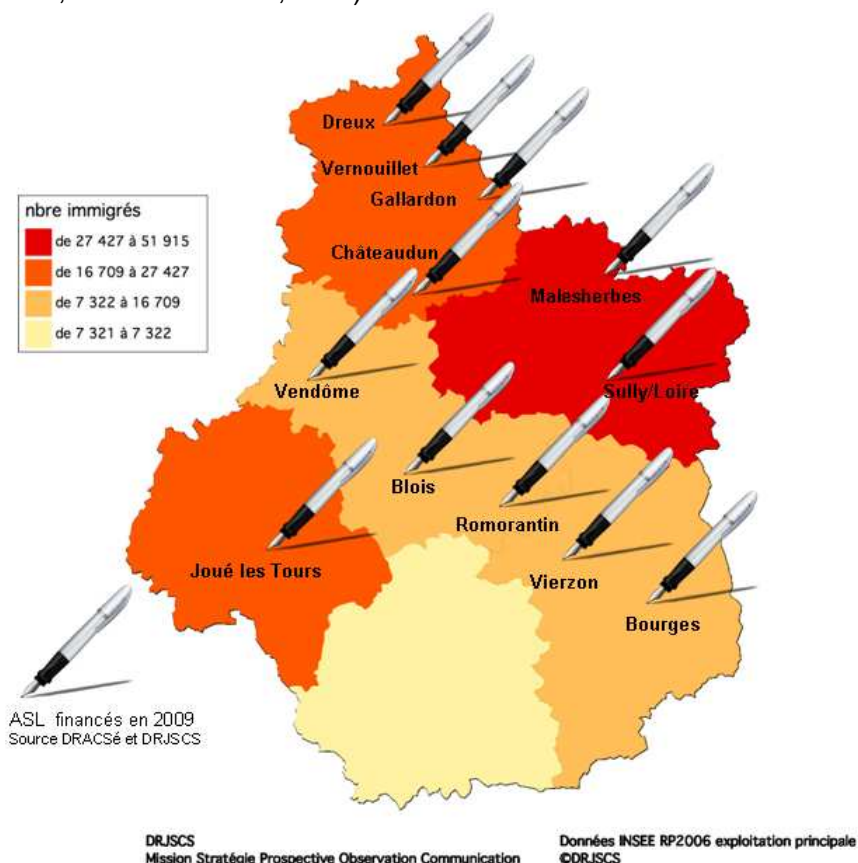 Dreux
Vernouillet
Gallardon
Châteaudun
nbre immigrés
de 27 427 à 51 915
de 16 709 à 27 427
de 7 322 à 16 709
de 7 321 à 7 322
Malesherbes
Vendôme
Sully/Loire
Blois
Romorantin
Joué les Tours
Vierzon
Bourges
ASL financés en 2009
Source DRACSé et DRJSCS
DRJSCS
Mission Stratégie Prospective Observation Communication
Données INSEE RP2006 exploitation principale
©DRJSCS